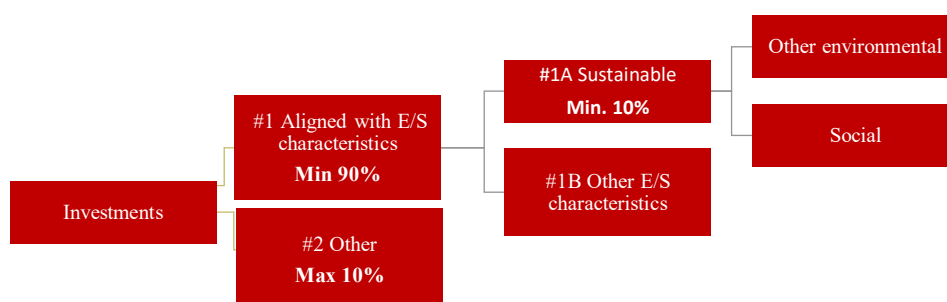 Investments
#1 Aligned with E/S
characteristics
Min 90%
#2 Other
Max 10%
#1A Sustainable
Min. 10%
#1B Other E/S
characteristics
Other environmental
Social